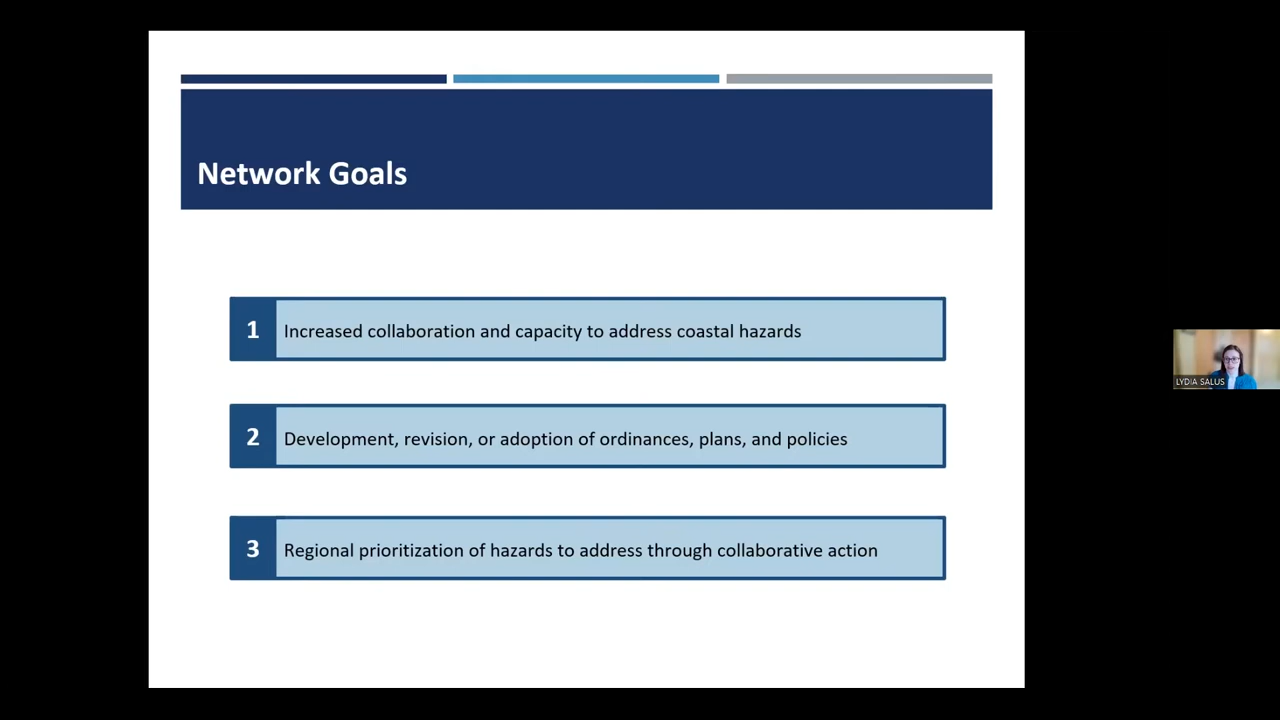 Network Goals
1 Increased collaboration and capacity to address coastal hazards
2 Development, revision, or adoption of ordinances, plans, and policies
3 Regional prioritization of hazards to address through collaborative action
LYDIA SALUS